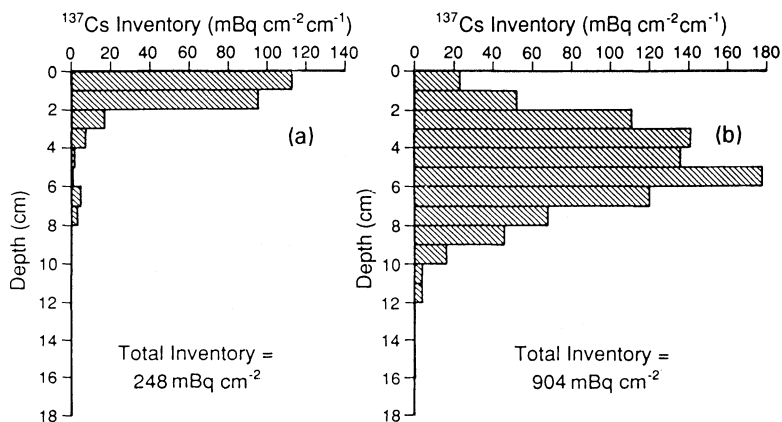 ¹³⁷Cs Inventory (mBq cm⁻²cm⁻¹)
0 20 40 60 80 100 120 140
0
2
4
6
8
10
12
14
16
18
Depth (cm)
(a)
Total Inventory =
248 mBq cm⁻²
¹³⁷Cs Inventory (mBq cm⁻²cm⁻¹)
0 20 40 60 80 100 120 140 160 180
0
2
4
6
8
10
12
14
16
18
Depth (cm)
(b)
Total Inventory =
904 mBq cm⁻²